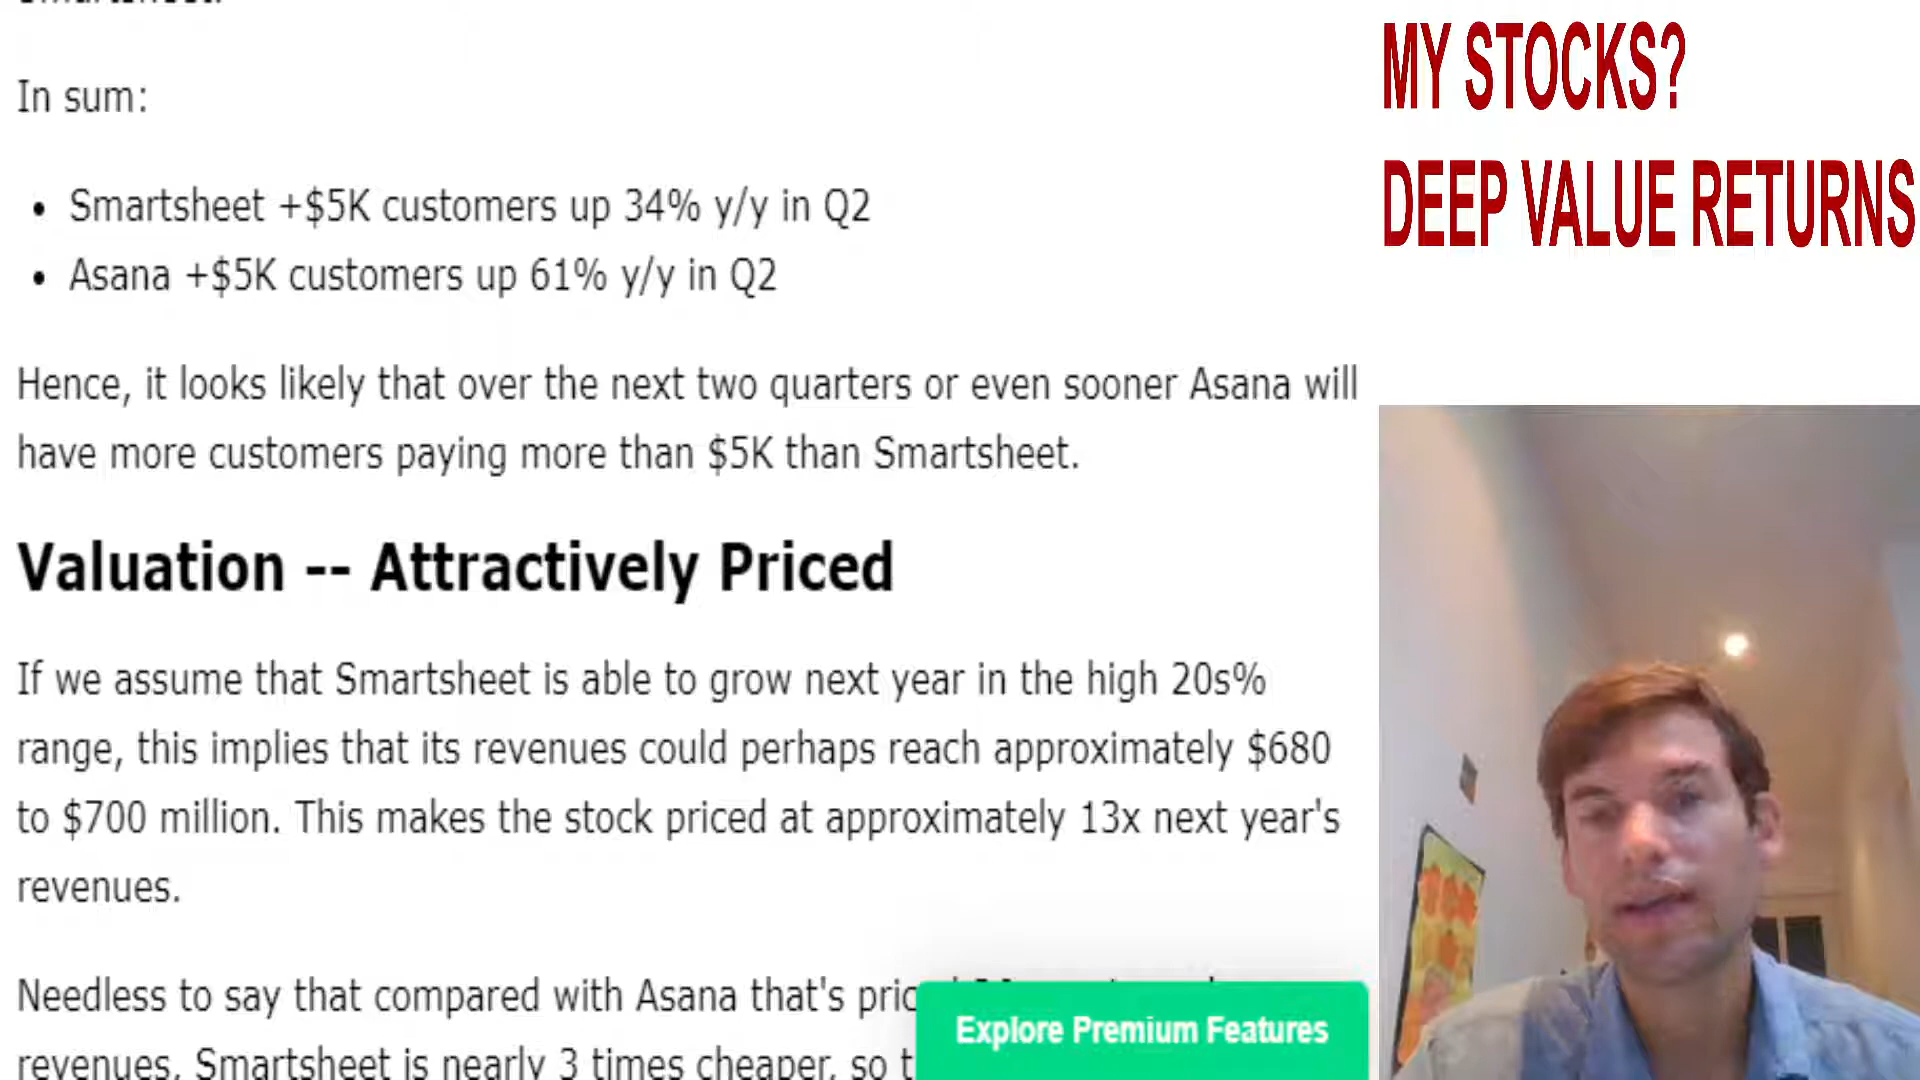 In sum:
• Smartsheet +$5K customers up 34% y/y in Q2
• Asana +$5K customers up 61% y/y in Q2
Hence, it looks likely that over the next two quarters or even sooner Asana will
have more customers paying more than $5K than Smartsheet.
Valuation -- Attractively Priced
If we assume that Smartsheet is able to grow next year in the high 20s%
range, this implies that its revenues could perhaps reach approximately $680
to $700 million. This makes the stock priced at approximately 13x next year's
revenues.
Needless to say that compared with Asana that's
revenues, Smartsheet is nearly 3 times cheaper, so
Explore Premium Features
MY STOCKS?
DEEP VALUE RETURNS